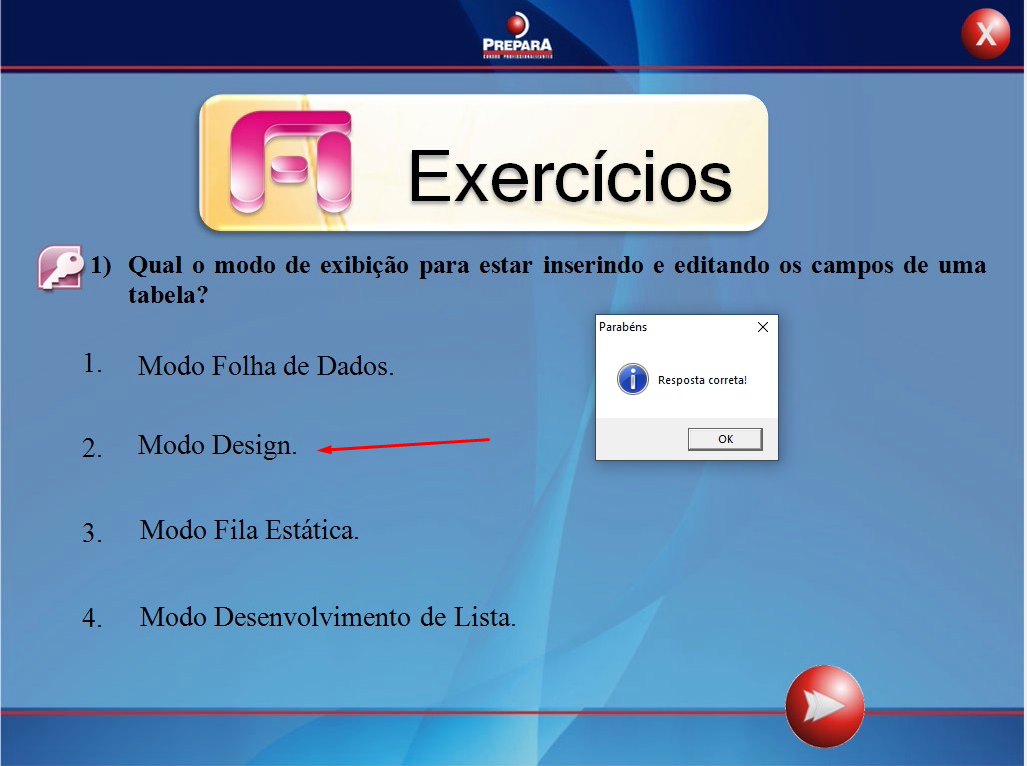 PREPARA
CURSOS PROFISSIONALIZANTES
X
Exercícios
1) Qual o modo de exibição para estar inserindo e editando os campos de uma
tabela?
Parabéns
Resposta correta!
OK
1. Modo Folha de Dados.
2. Modo Design.
3. Modo Fila Estática.
4. Modo Desenvolvimento de Lista.